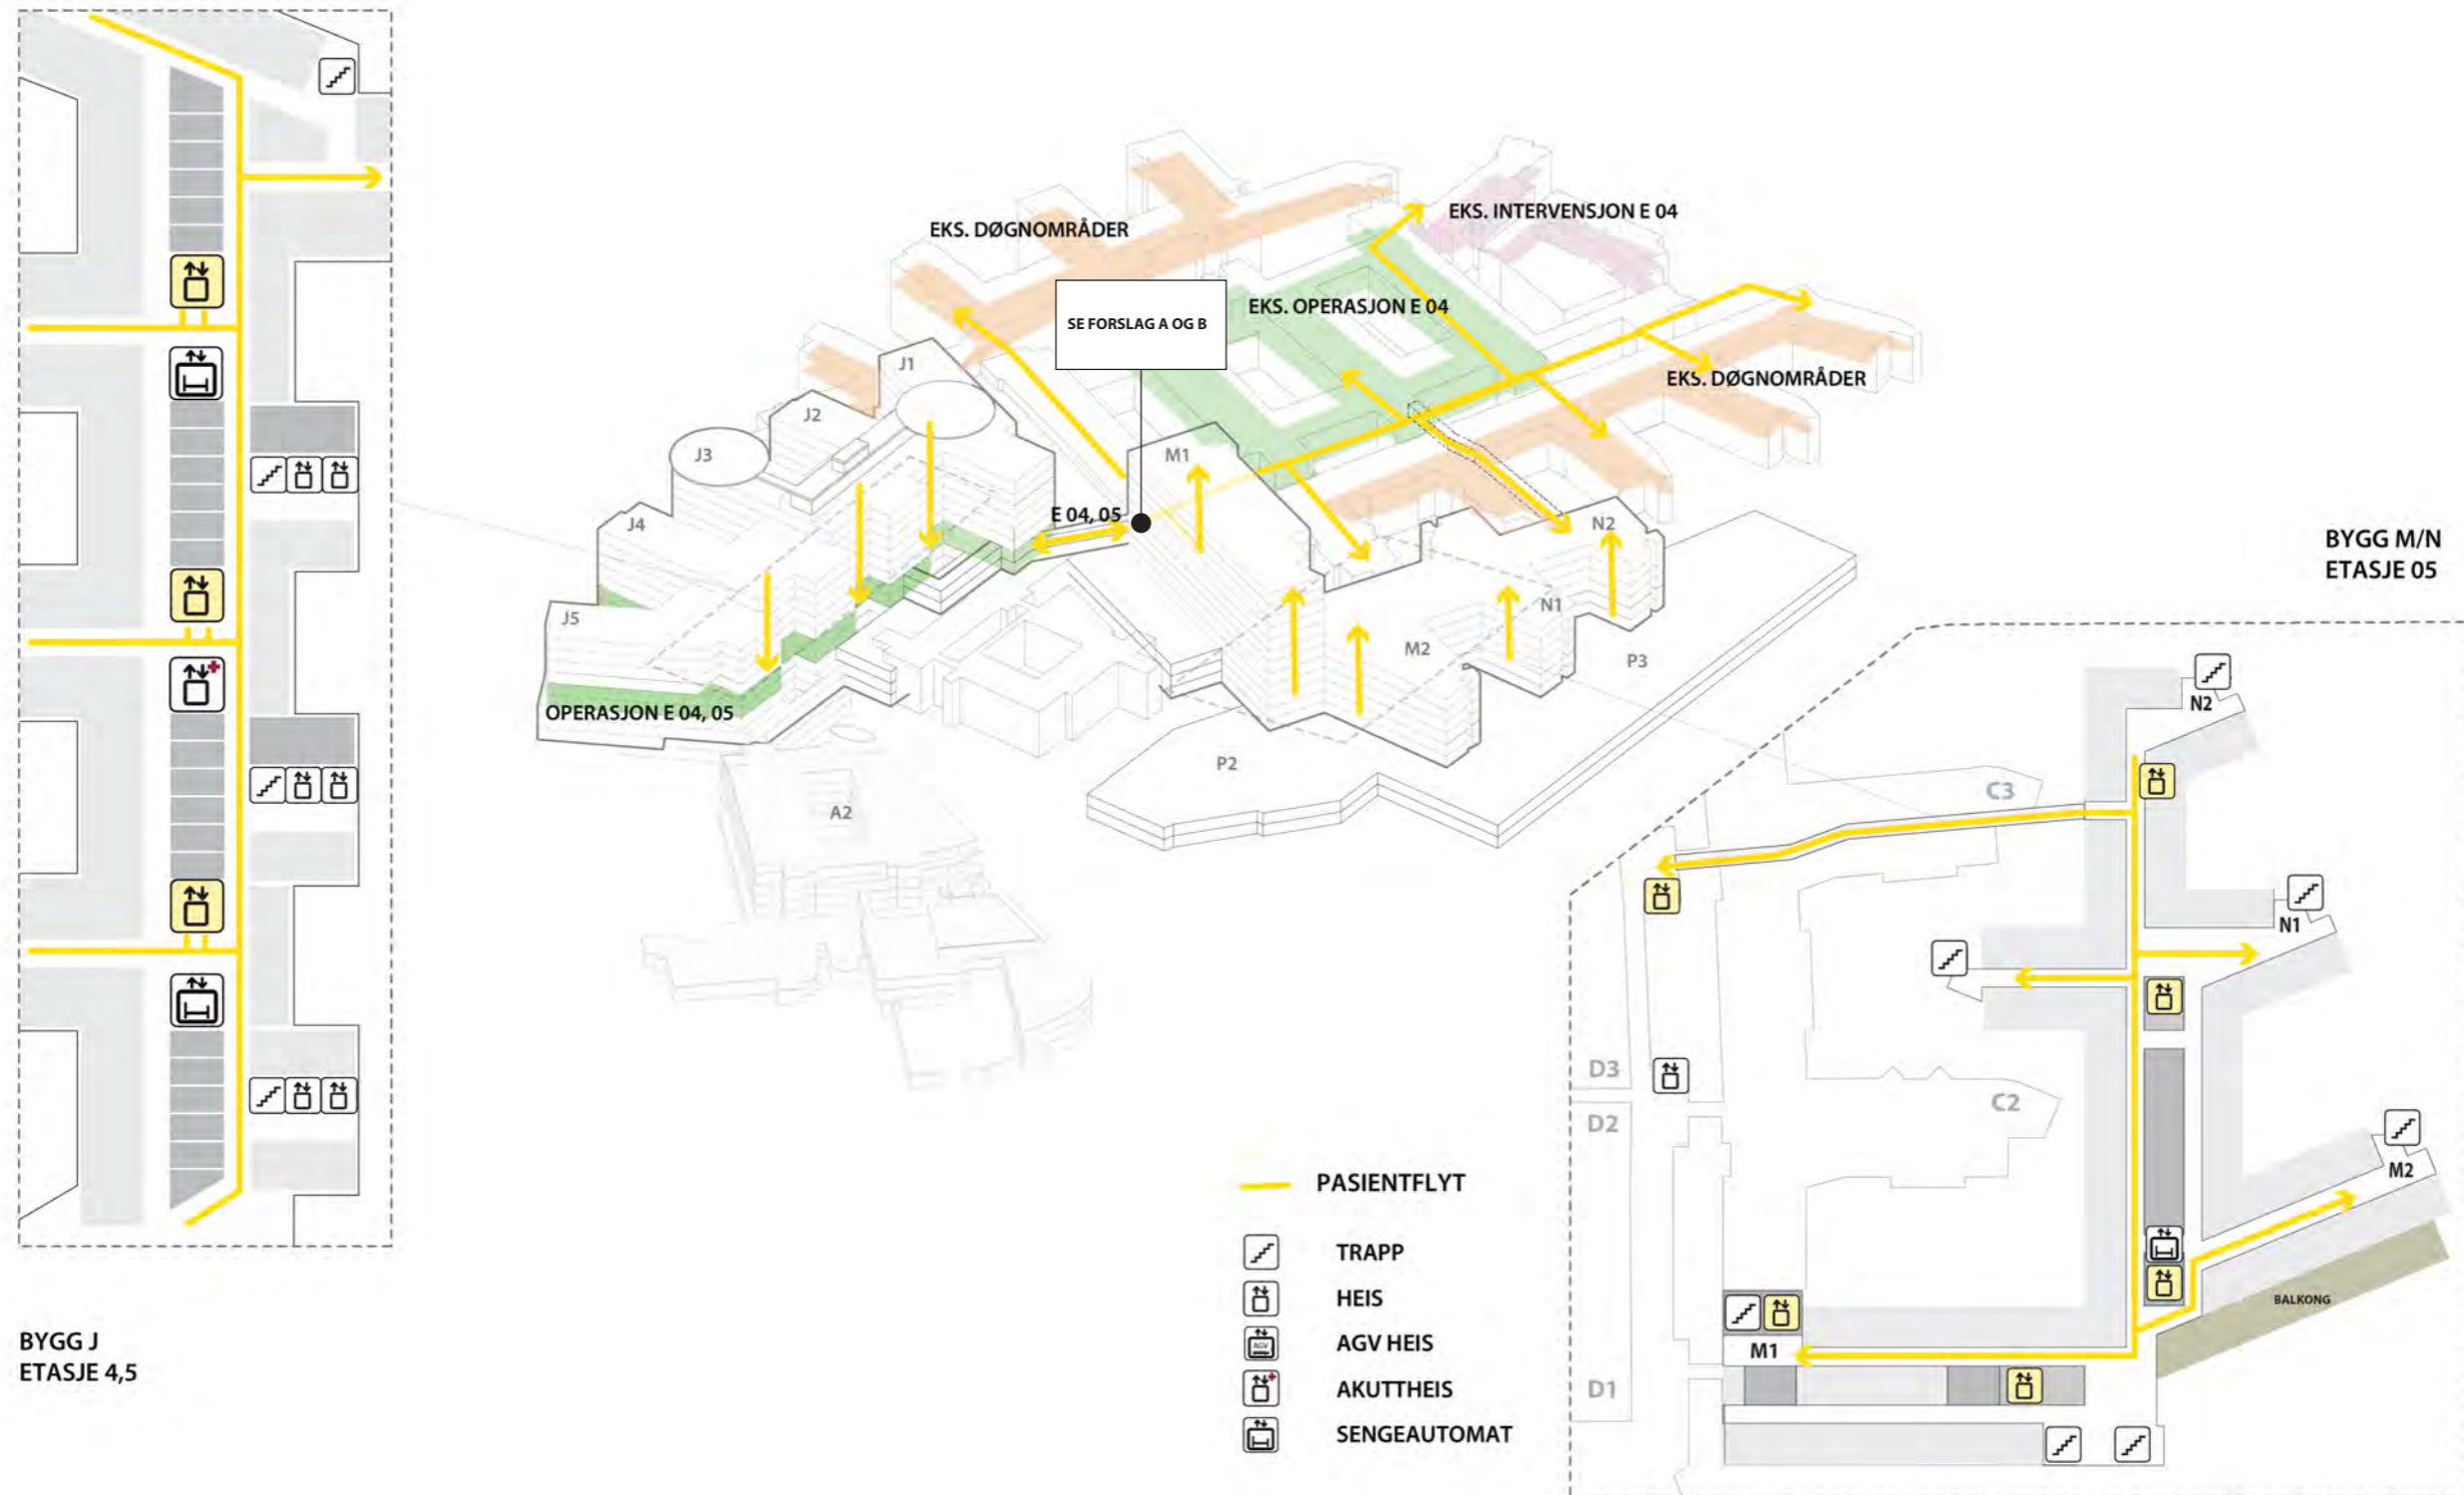 EKS. DØGNOMRÅDER
EKS. INTERVENSJON E 04
SE FORSLAG A OG B
EKS. OPERASJON E 04
EKS. DØGNOMRÅDER
J1
J2
J3
J4
J5
M1
E 04, 05
N2
N1
M2
P3
P2
A2
OPERASJON E 04, 05
BYGG J
ETASJE 4,5
PASIENTFLYT
TRAPP
HEIS
AGV
AGV HEIS
AKUTTHEIS
SENGEAUTOMAT
BYGG M/N
ETASJE 05
N2
C3
N1
D3
D2
C2
M2
BALKONG
M1
D1